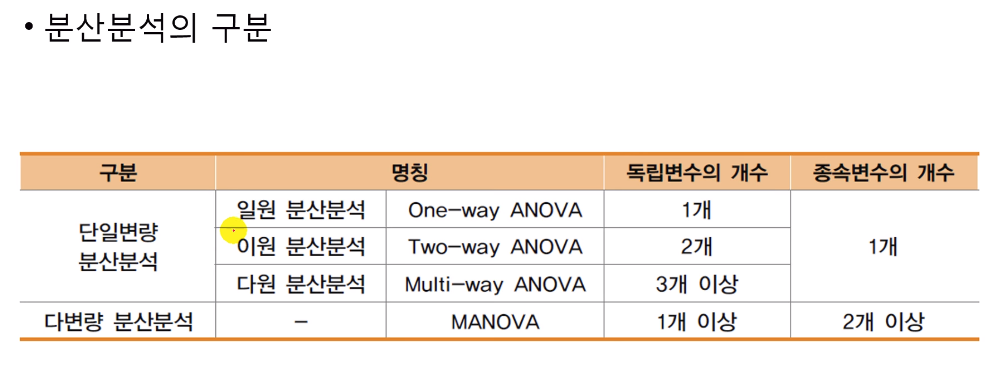 • 분산분석의 구분
구분 명칭 독립변수의 개수 종속변수의 개수
단일변량
분산분석
일원 분산분석 One-way ANOVA 1개
이원 분산분석 Two-way ANOVA 2개
다원 분산분석 Multi-way ANOVA 3개 이상
1개
다변량 분산분석 - MANOVA 1개 이상 2개 이상